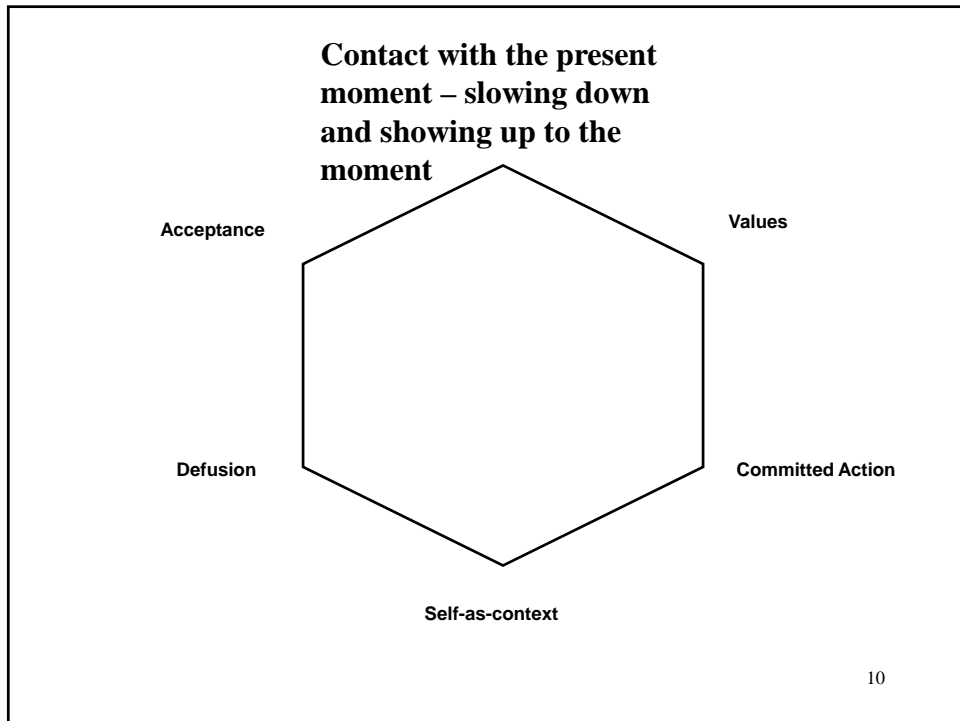 Contact with the present
moment – slowing down
and showing up to the
moment
Acceptance
Values
Defusion
Committed Action
Self-as-context
10